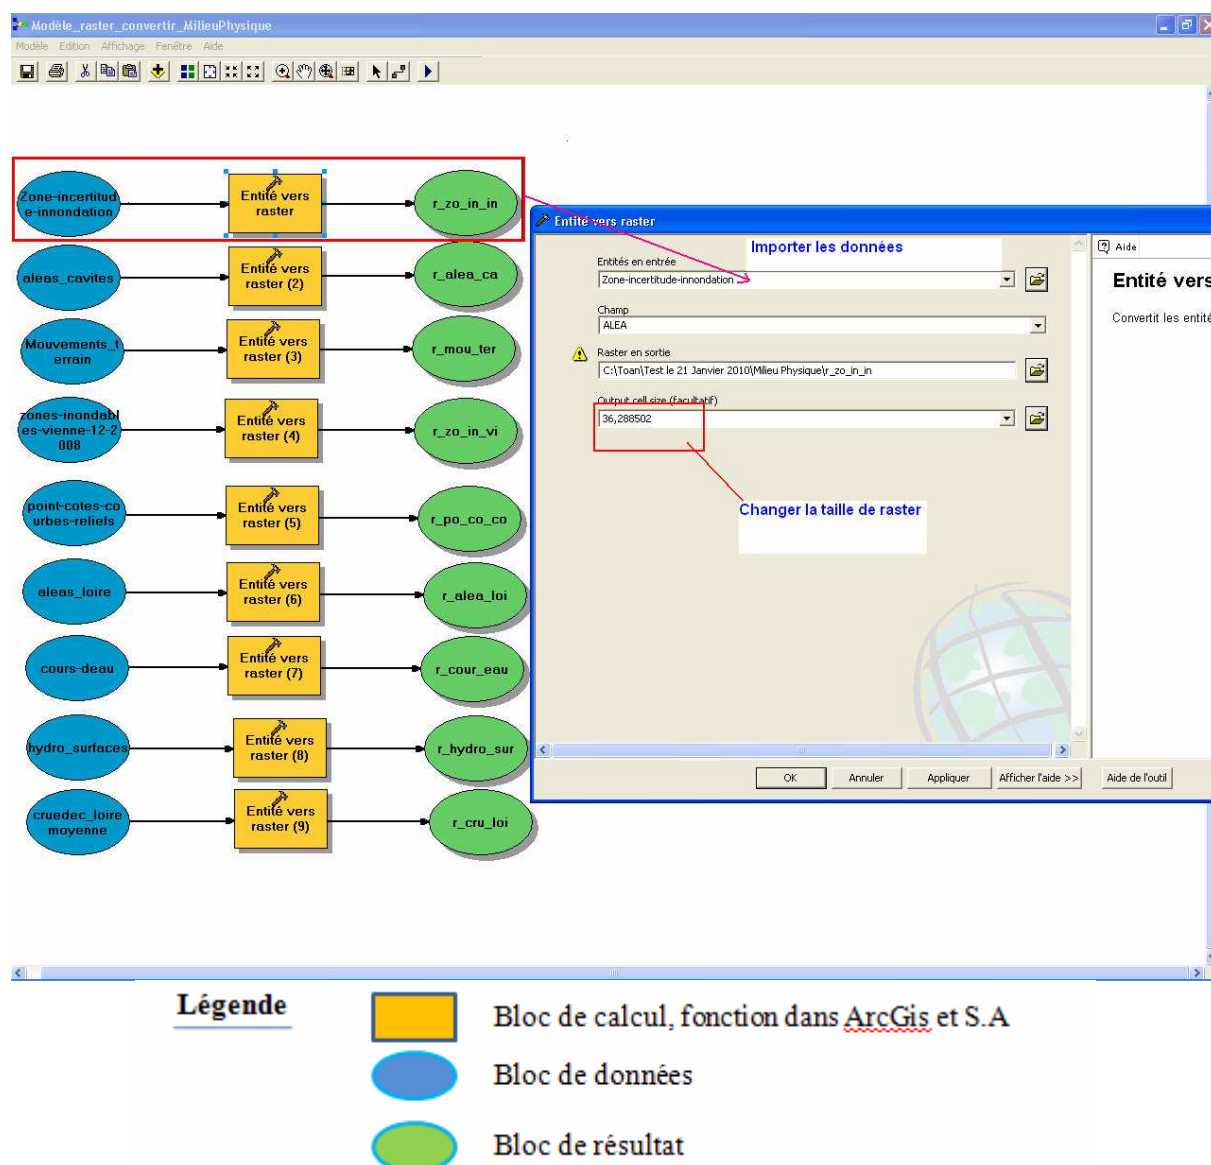 Modèle_raster_convertir_MilieuPhysique
Modèle Edition Affichage Fenêtre Aide
Zone-incertitud
e-innondation
Entité vers
raster
r_zo_in_in
aleas_cavites
Entité vers
raster (2)
r_alea_ca
Mouvements_t
errain
Entité vers
raster (3)
r_mou_ter
zones-inondabl
es-vienne-12-2
008
Entité vers
raster (4)
r_zo_in_vi
point-cotes-co
urbes-reliefs
Entité vers
raster (5)
r_po_co_co
aleas_loire
Entité vers
raster (6)
r_alea_loi
cours-deau
Entité vers
raster (7)
r_cour_eau
hydro_surfaces
Entité vers
raster (8)
r_hydro_sur
cruedec_loire
moyenne
Entité vers
raster (9)
r_cru_loi
Entité vers raster
Importer les données
Entités en entrée
Zone-incertitude-innondation
Champ
ALEA
Raster en sortie
C:\Toan\Test le 21 Janvier 2010\Milieu Physique\r_zo_in_in
Output cell size (facultatif)
36,288502
Changer la taille de raster
OK Annuler Appliquer Afficher l'aide >>
Aide
Entité vers
Convertit les entité
Aide de l'outil
Légende
Bloc de calcul, fonction dans ArcGis et S.A
Bloc de données
Bloc de résultat